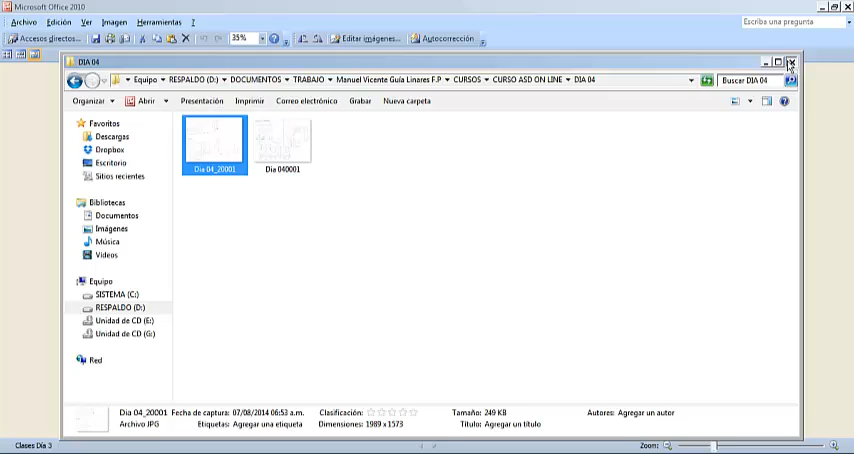 Microsoft Office 2010
Archivo Edición Ver Imagen Herramientas ?
Escriba una pregunta
Accesos directos... 35% Editar imágenes... Autocorrección
DIA 04
Equipo RESPALDO (D:) DOCUMENTOS TRABAJO Manuel Vicente Guía Linares F.P CURSOS CURSO ASD ON LINE DIA 04
Buscar DIA 04
Organizar Abrir Presentación Imprimir Correo electrónico Grabar Nueva carpeta
Favoritos
Descargas
Dropbox
Escritorio
Sitios recientes
Bibliotecas
Documentos
Imágenes
Música
Videos
Equipo
SISTEMA (C:)
RESPALDO (D:)
Unidad de CD (E:)
Unidad de CD (G:)
Red
Dia 04_20001
Dia 040001
Dia 04_20001 Fecha de captura: 07/08/2014 06:53 a.m. Clasificación: Tamaño: 249 KB Autores: Agregar un autor
Archivo JPG Etiquetas: Agregar una etiqueta Dimensiones: 1989 x 1573 Título: Agregar un título
Clases Día 3 Zoom: